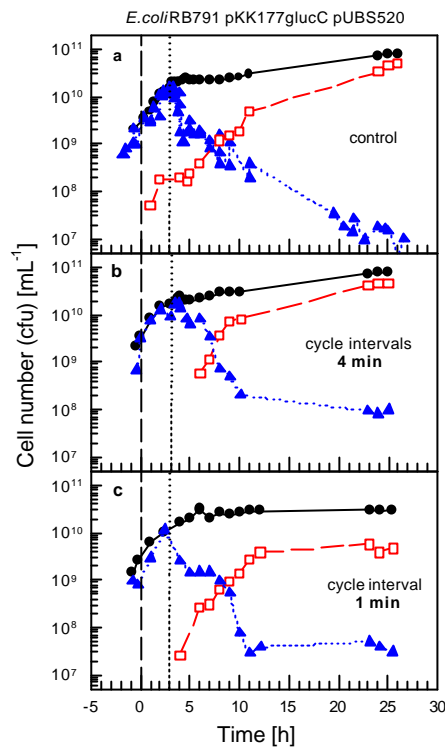 E.coli RB791 pKK177glucC pUBS520
Cell number (cfu) [mL⁻¹]
a
control
10¹¹
10¹⁰
10⁹
10⁸
10⁷
b
cycle intervals
4 min
10¹¹
10¹⁰
10⁹
10⁸
10⁷
c
cycle interval
1 min
10¹¹
10¹⁰
10⁹
10⁸
10⁷
-5 0 5 10 15 20 25 30
Time [h]